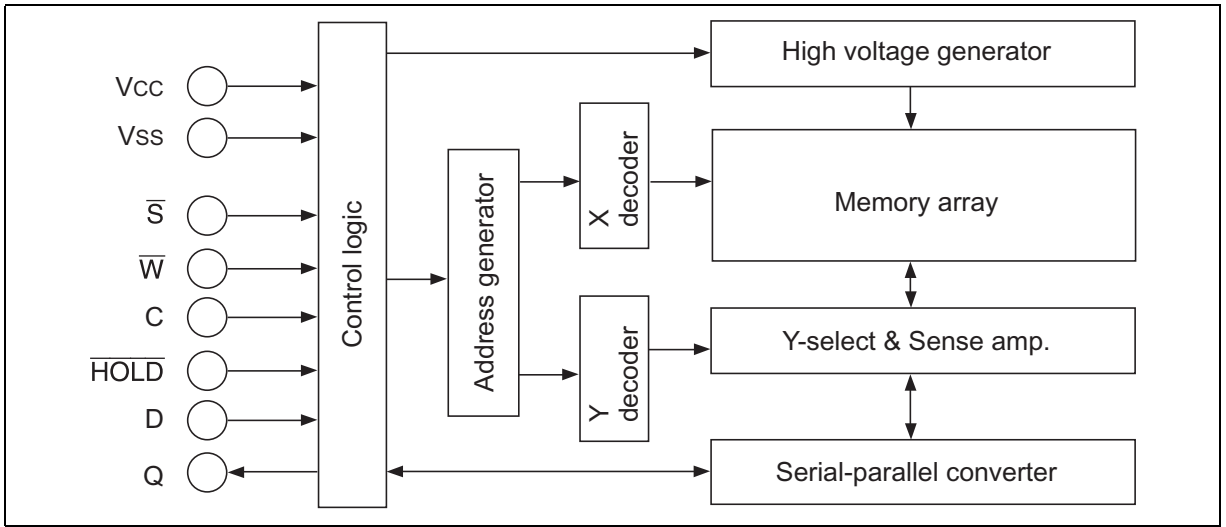 VCC
VSS
S̅
W̅
C
H̅O̅L̅D̅
D
Q
Control logic
Address generator
X
decoder
Y
decoder
High voltage generator
Memory array
Y-select & Sense amp.
Serial-parallel converter